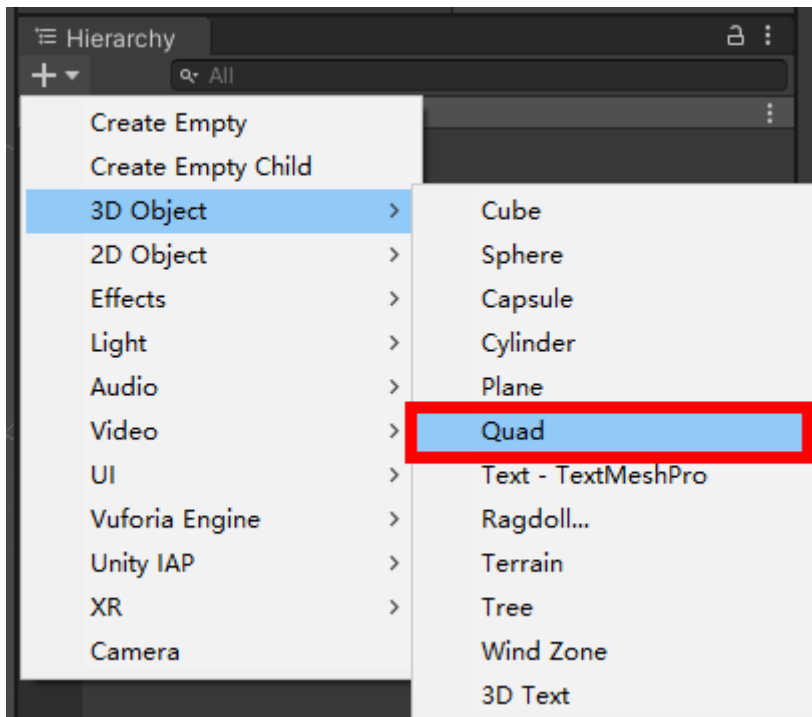 Hierarchy
All
Create Empty
Create Empty Child
3D Object
2D Object
Effects
Light
Audio
Video
UI
Vuforia Engine
Unity IAP
XR
Camera
Cube
Sphere
Capsule
Cylinder
Plane
Quad
Text - TextMeshPro
Ragdoll...
Terrain
Tree
Wind Zone
3D Text